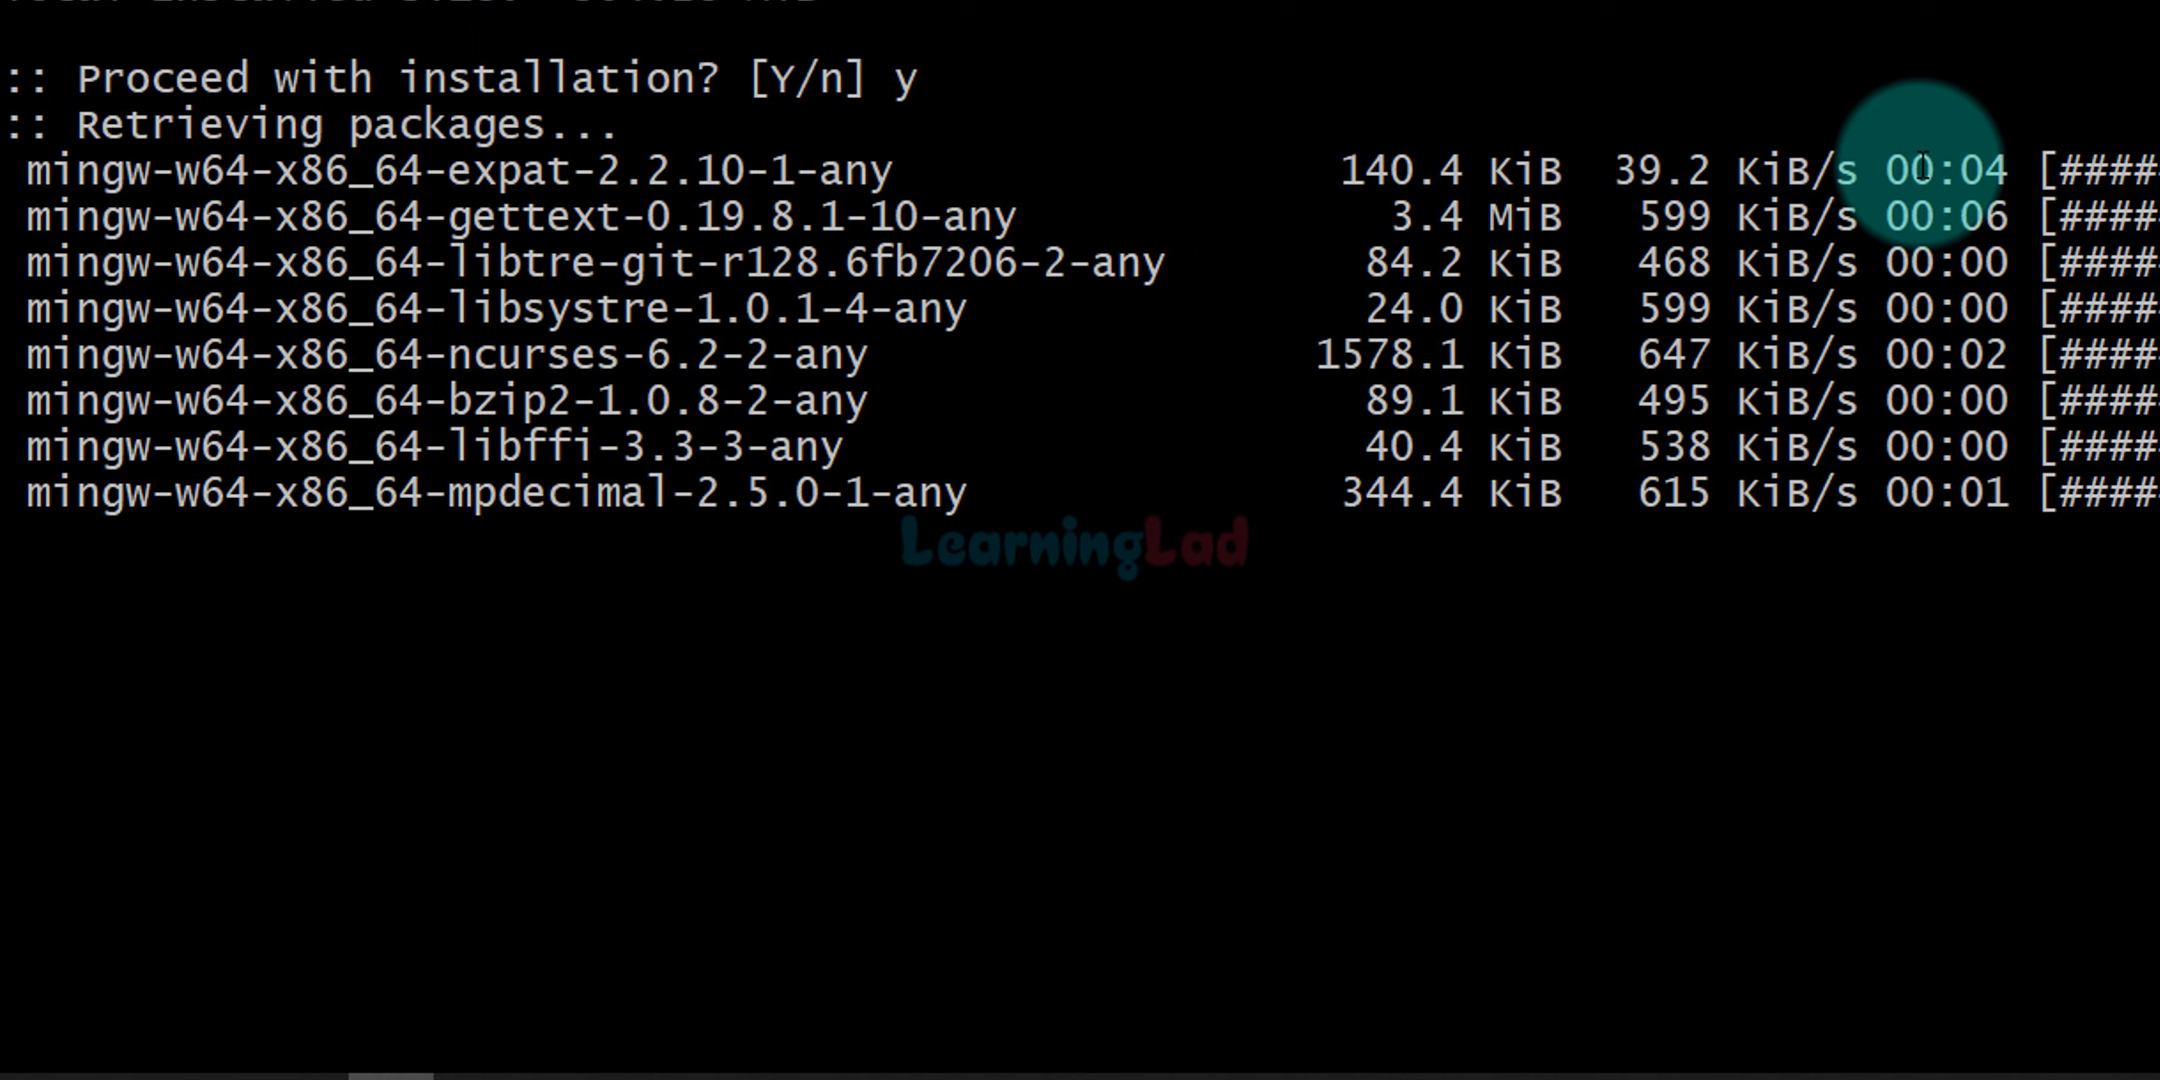 :: Proceed with installation? [Y/n] y
:: Retrieving packages...
mingw-w64-x86_64-expat-2.2.10-1-any 140.4 KiB 39.2 KiB/s 00:04 [####
mingw-w64-x86_64-gettext-0.19.8.1-10-any 3.4 MiB 599 KiB/s 00:06 [####
mingw-w64-x86_64-libtre-git-r128.6fb7206-2-any 84.2 KiB 468 KiB/s 00:00 [####
mingw-w64-x86_64-libsystre-1.0.1-4-any 24.0 KiB 599 KiB/s 00:00 [####
mingw-w64-x86_64-ncurses-6.2-2-any 1578.1 KiB 647 KiB/s 00:02 [####
mingw-w64-x86_64-bzip2-1.0.8-2-any 89.1 KiB 495 KiB/s 00:00 [####
mingw-w64-x86_64-libffi-3.3-3-any 40.4 KiB 538 KiB/s 00:00 [####
mingw-w64-x86_64-mpdecimal-2.5.0-1-any 344.4 KiB 615 KiB/s 00:01 [####
LearningLad